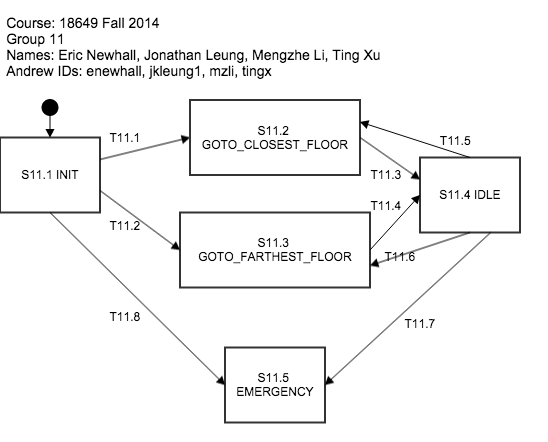 Course: 18649 Fall 2014
Group 11
Names: Eric Newhall, Jonathan Leung, Mengzhe Li, Ting Xu
Andrew IDs: enewhall, jkleung1, mzli, tingx
T11.1
S11.2
GOTO_CLOSEST_FLOOR
T11.5
S11.1 INIT
T11.3
S11.4 IDLE
T11.4
T11.2
S11.3
GOTO_FARTHEST_FLOOR
T11.6
T11.8
T11.7
S11.5
EMERGENCY